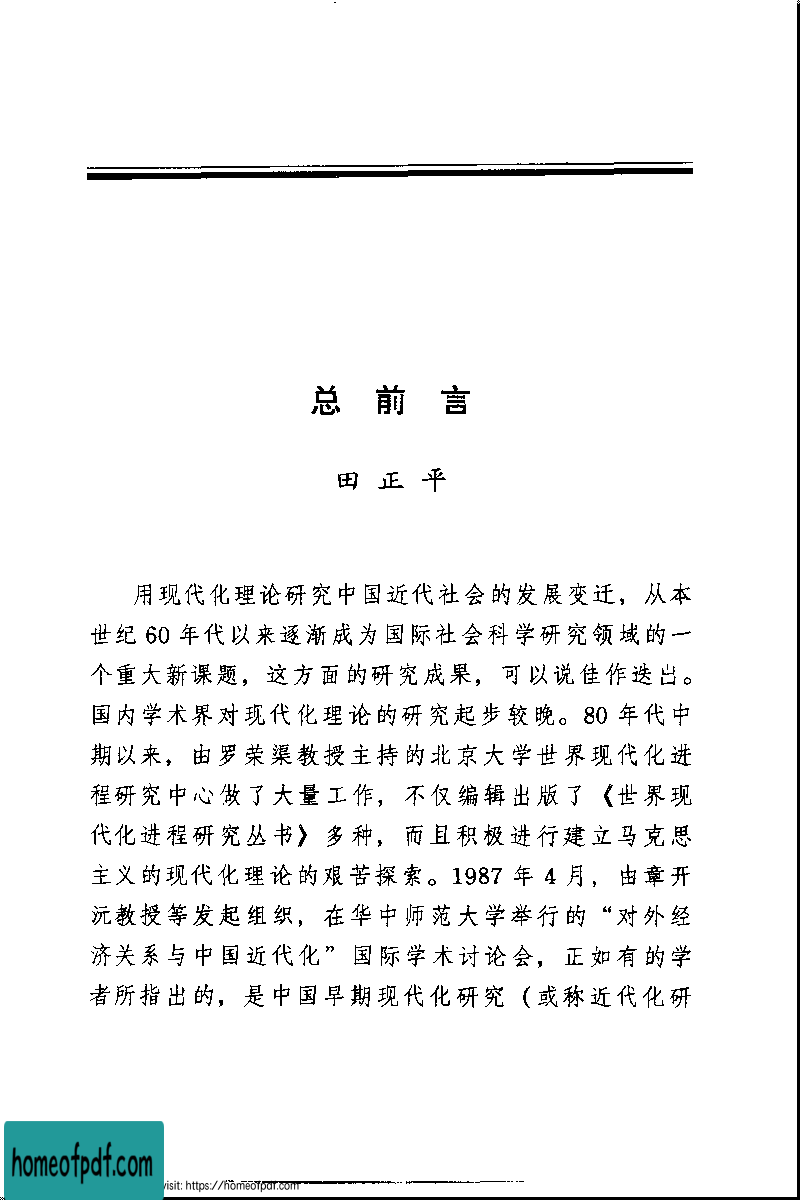 总 前 言
田 正 平
用现代化理论研究中国近代社会的发展变迁，从本
世纪 60 年代以来逐渐成为国际社会科学研究领域的一
个重大新课题，这方面的研究成果，可以说佳作迭出。
国内学术界对现代化理论的研究起步较晚。80 年代中
期以来，由罗荣渠教授主持的北京大学世界现代化进
程研究中心做了大量工作，不仅编辑出版了《世界现
代化进程研究丛书》多种，而且积极进行建立马克思
主义的现代化理论的艰苦探索。1987 年 4 月，由章开
沅教授等发起组织，在华中师范大学举行的“对外经
济关系与中国近代化”国际学术讨论会，正如有的学
者所指出的，是中国早期现代化研究（或称近代化研
homeofpdf.com
visit: https://homeofpdf.com